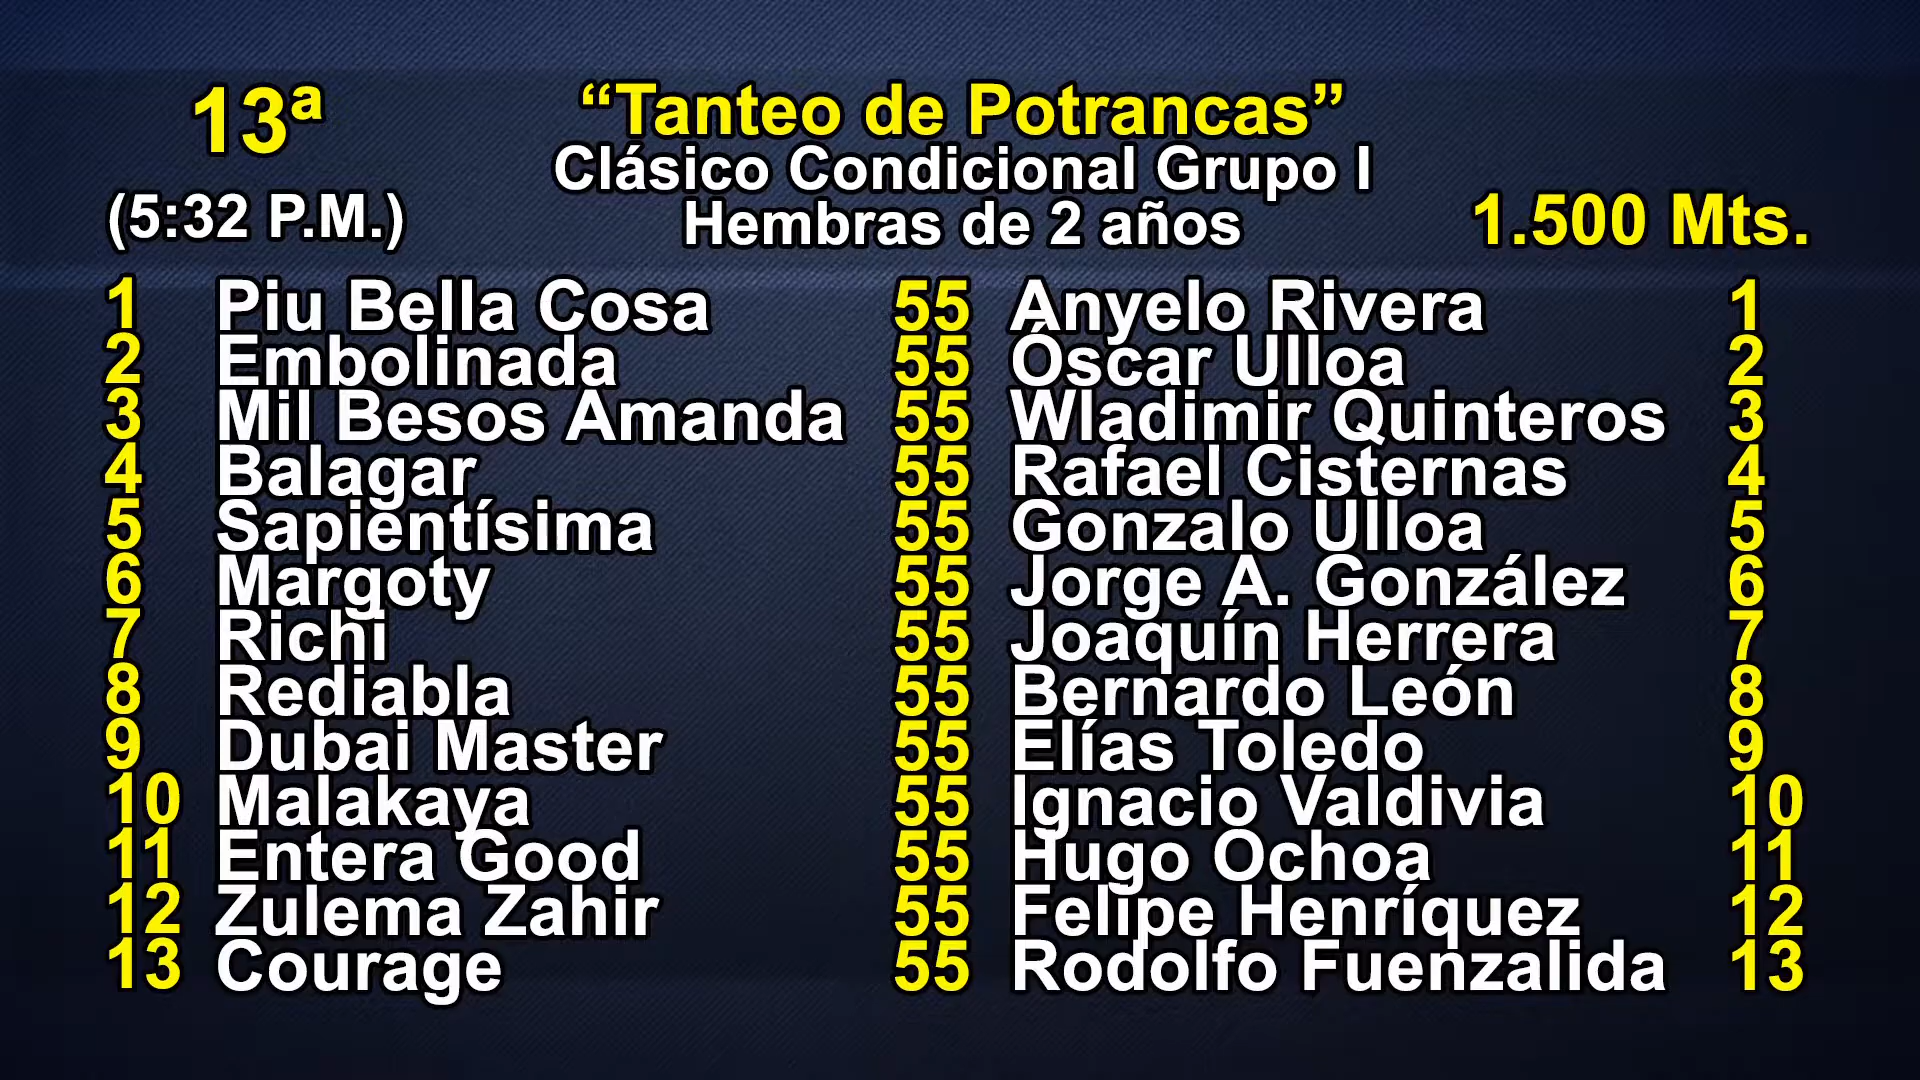 13ª
“Tanteo de Potrancas”
Clásico Condicional Grupo I
(5:32 P.M.)
Hembras de 2 años
1.500 Mts.
1 Piu Bella Cosa 55 Anyelo Rivera 1
2 Embolinada 55 Óscar Ulloa 2
3 Mil Besos Amanda 55 Wladimir Quinteros 3
4 Balagar 55 Rafael Cisternas 4
5 Sapientísima 55 Gonzalo Ulloa 5
6 Margoty 55 Jorge A. González 6
7 Richi 55 Joaquín Herrera 7
8 Rediabla 55 Bernardo León 8
9 Dubai Master 55 Elías Toledo 9
10 Malakaya 55 Ignacio Valdivia 10
11 Entera Good 55 Hugo Ochoa 11
12 Zulema Zahir 55 Felipe Henríquez 12
13 Courage 55 Rodolfo Fuenzalida 13